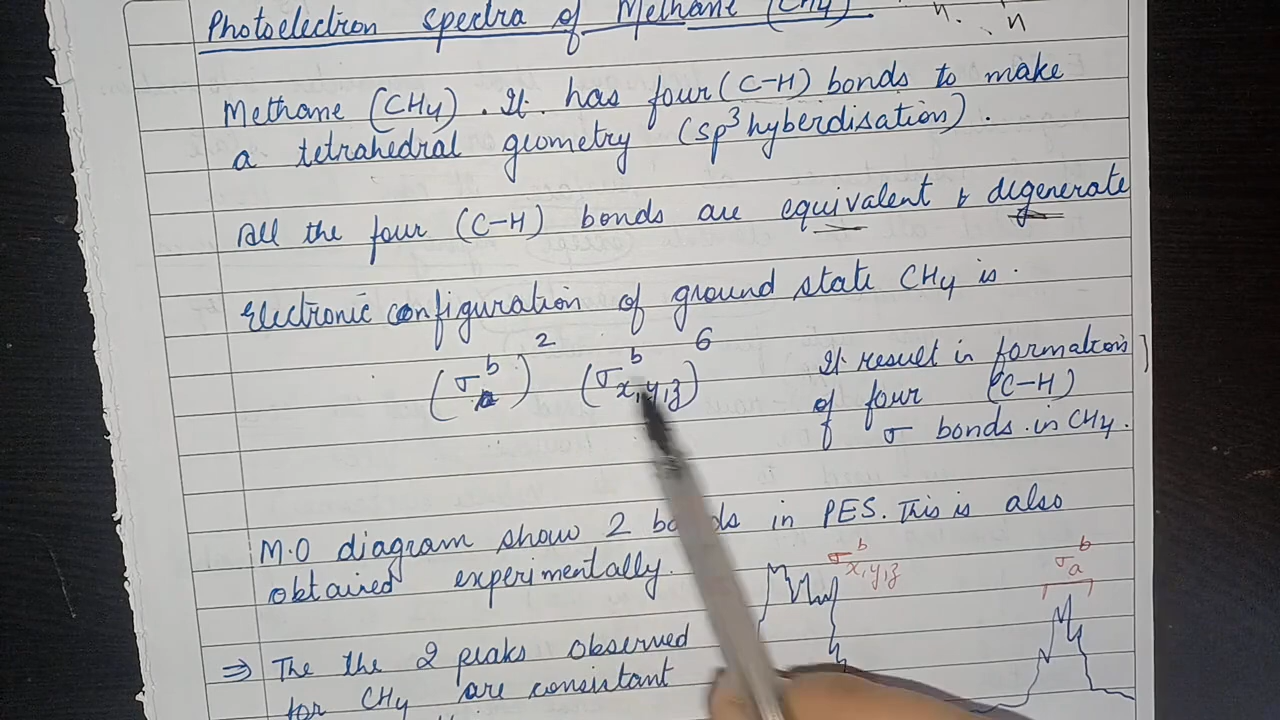 Photoelectron spectra of Methane (CH4)
n. n
Methane (CH4). It has four (C-H) bonds to make
a tetrahedral geometry (sp³ hyberdisation).
All the four (C-H) bonds are equivalent & degenerate
Electronic configuration of ground state CH4 is.
(σₐᵇ)² (σᵇx,y,z)⁶
It result in formation
of four (C-H)
σ bonds in CH4.
M.O diagram show 2 in PES. This is also
obtained experimentally.
σᵇx,y,z
σₐᵇ
⇒ The the 2 peaks observed
for CH4 are consistant